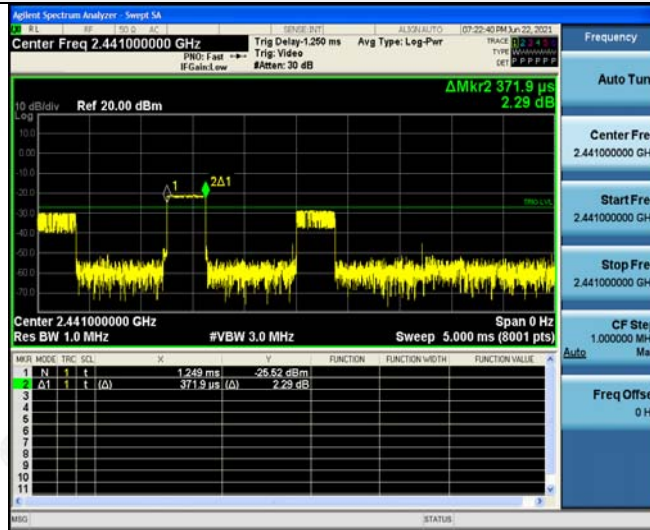 Agilent Spectrum Analyzer - Swept SA
RL RF 50 Ω AC SENSE:INT ALIGN AUTO 07:22:40 PM Jun 22, 2021
Center Freq 2.441000000 GHz
PNO: Fast
IFGain:Low
Trig Delay-1.250 ms
Trig: Video
#Atten: 30 dB
Avg Type: Log-Pwr
TRACE 1 2 3 4 5 6
TYPE
DET P P P P P P
ΔMkr2 371.9 µs
2.29 dB
10 dB/div Ref 20.00 dBm
Log
10.0
0.00
-10.0
-20.0
-30.0
-40.0
-50.0
-60.0
-70.0
1
2Δ1
TRIG LVL
Center 2.441000000 GHz Span 0 Hz
Res BW 1.0 MHz #VBW 3.0 MHz Sweep 5.000 ms (8001 pts)
MKR MODE TRC SCL X Y FUNCTION FUNCTION WIDTH FUNCTION VALUE
1 N 1 t 1.249 ms -25.52 dBm
2 Δ1 1 t (Δ) 371.9 µs (Δ) 2.29 dB
3
4
5
6
7
8
9
10
11
MSG STATUS
Frequency
Auto Tun
Center Fre
2.441000000 GH
Start Fre
2.441000000 GH
Stop Fre
2.441000000 GH
CF Ste
1.000000 MH
Auto Ma
Freq Offse
0 H